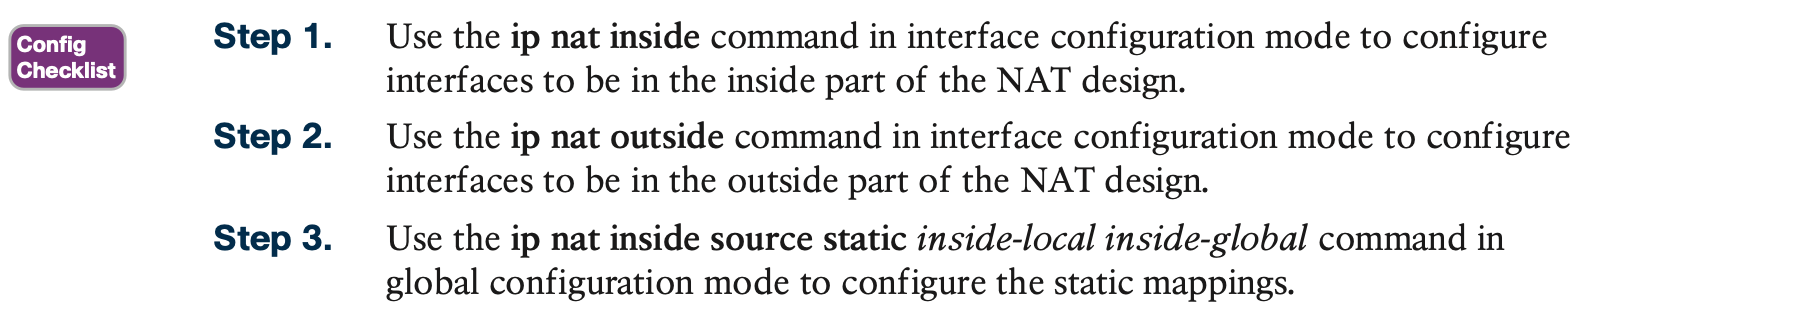 Config
Checklist
Step 1. Use the ip nat inside command in interface configuration mode to configure
interfaces to be in the inside part of the NAT design.
Step 2. Use the ip nat outside command in interface configuration mode to configure
interfaces to be in the outside part of the NAT design.
Step 3. Use the ip nat inside source static inside-local inside-global command in
global configuration mode to configure the static mappings.